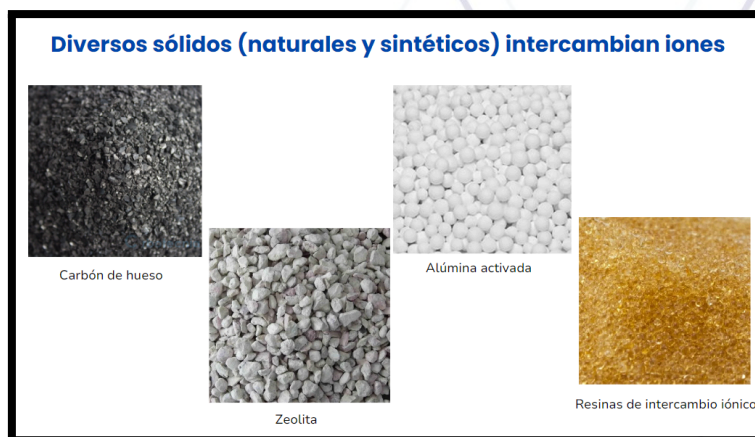 Diversos sólidos (naturales y sintéticos) intercambian iones
Carbón de hueso
Alúmina activada
Zeolita
Resinas de intercambio iónico